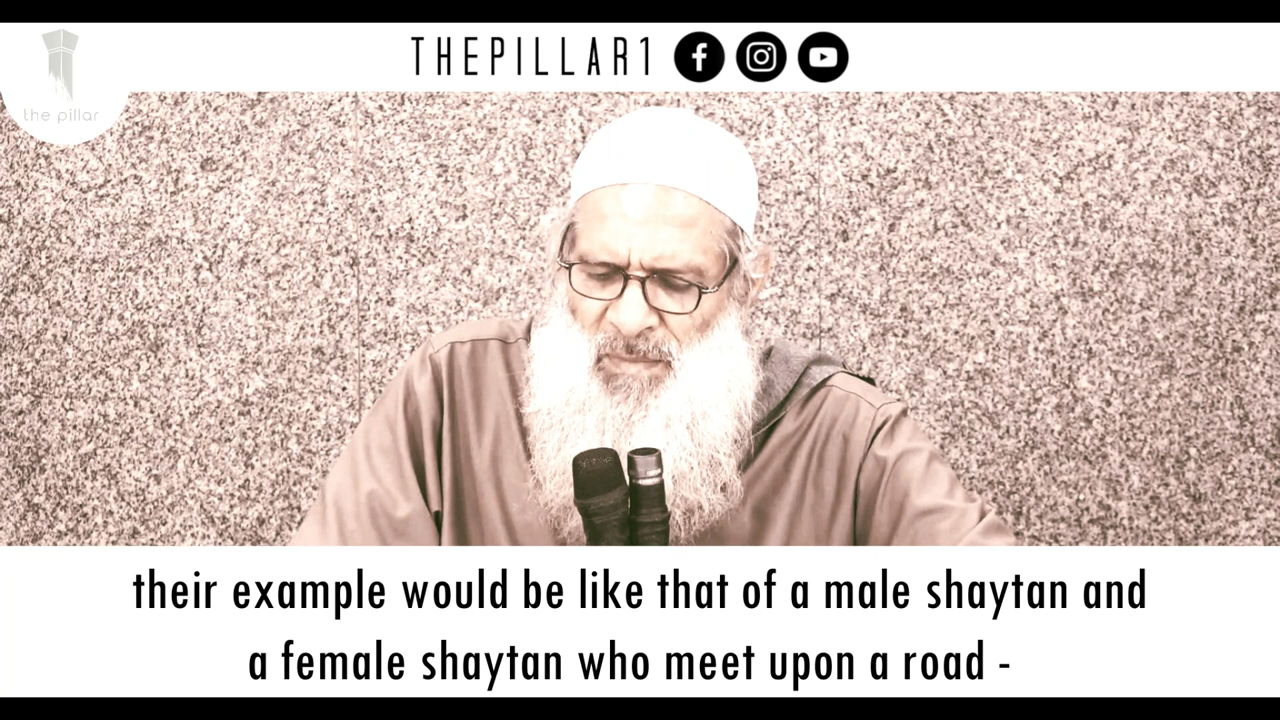 THEPILLAR1
the pillar
their example would be like that of a male shaytan and
a female shaytan who meet upon a road -